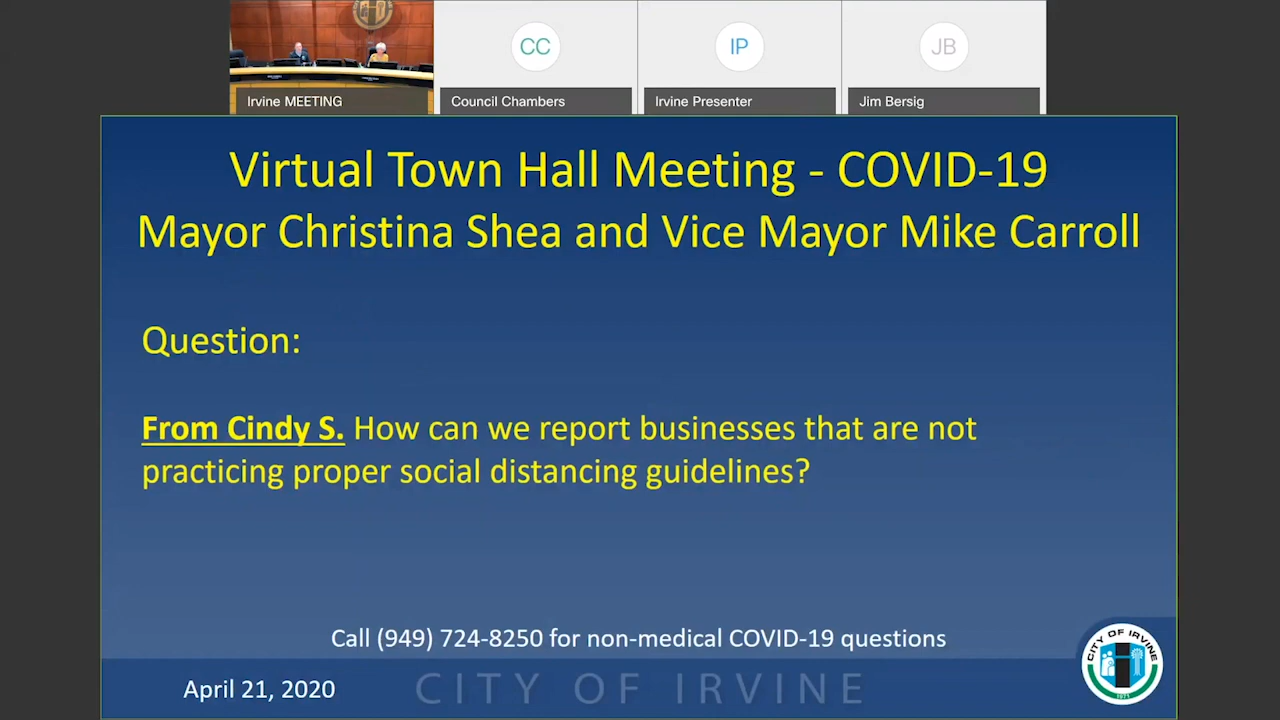 CC
IP
JB
Irvine MEETING
Council Chambers
Irvine Presenter
Jim Bersig
Virtual Town Hall Meeting - COVID-19
Mayor Christina Shea and Vice Mayor Mike Carroll
Question:
From Cindy S. How can we report businesses that are not
practicing proper social distancing guidelines?
Call (949) 724-8250 for non-medical COVID-19 questions
April 21, 2020
CITY OF IRVINE
CITY OF IRVINE
1971